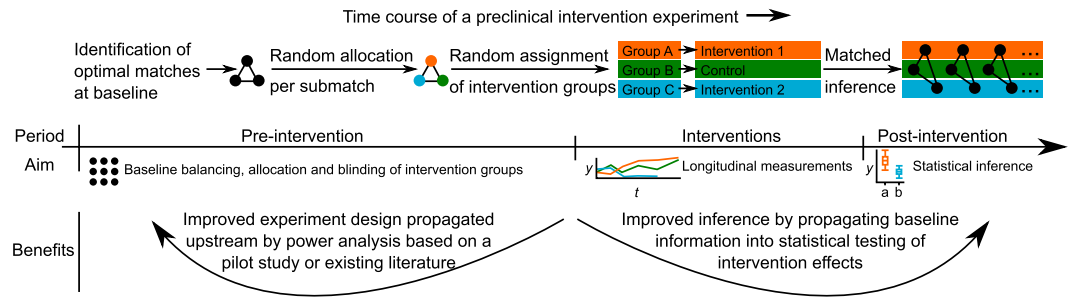 Time course of a preclinical intervention experiment
Identification of
optimal matches
at baseline
Random allocation
per submatch
Random assignment
of intervention groups
Group A
Intervention 1
Group B
Control
Group C
Intervention 2
Matched
inference
...
...
...
Period
Pre-intervention
Interventions
Post-intervention
Aim
Baseline balancing, allocation and blinding of intervention groups
y
t
Longitudinal measurements
y
a b
Statistical inference
Benefits
Improved experiment design propagated
upstream by power analysis based on a
pilot study or existing literature
Improved inference by propagating baseline
information into statistical testing of
intervention effects